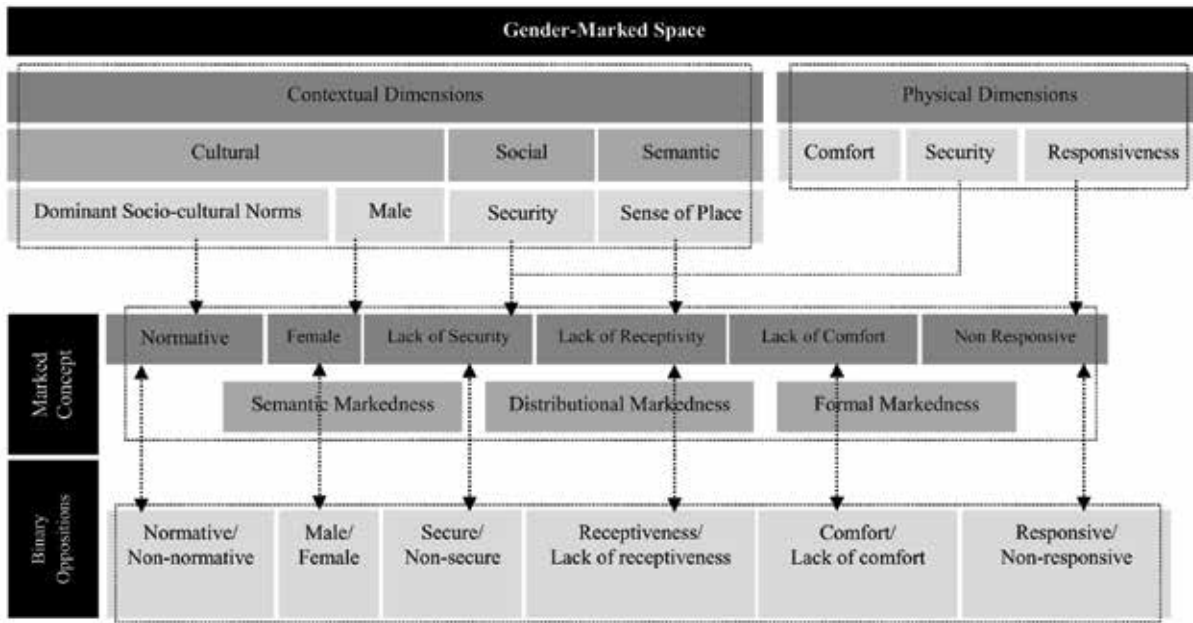 Gender-Marked Space
Contextual Dimensions
Physical Dimensions
Cultural
Social
Semantic
Comfort
Security
Responsiveness
Dominant Socio-cultural Norms
Male
Security
Sense of Place
Marked
Concept
Normative
Female
Lack of Security
Lack of Receptivity
Lack of Comfort
Non Responsive
Semantic Markedness
Distributional Markedness
Formal Markedness
Binary
Oppositions
Normative/
Non-normative
Male/
Female
Secure/
Non-secure
Receptiveness/
Lack of receptiveness
Comfort/
Lack of comfort
Responsive/
Non-responsive